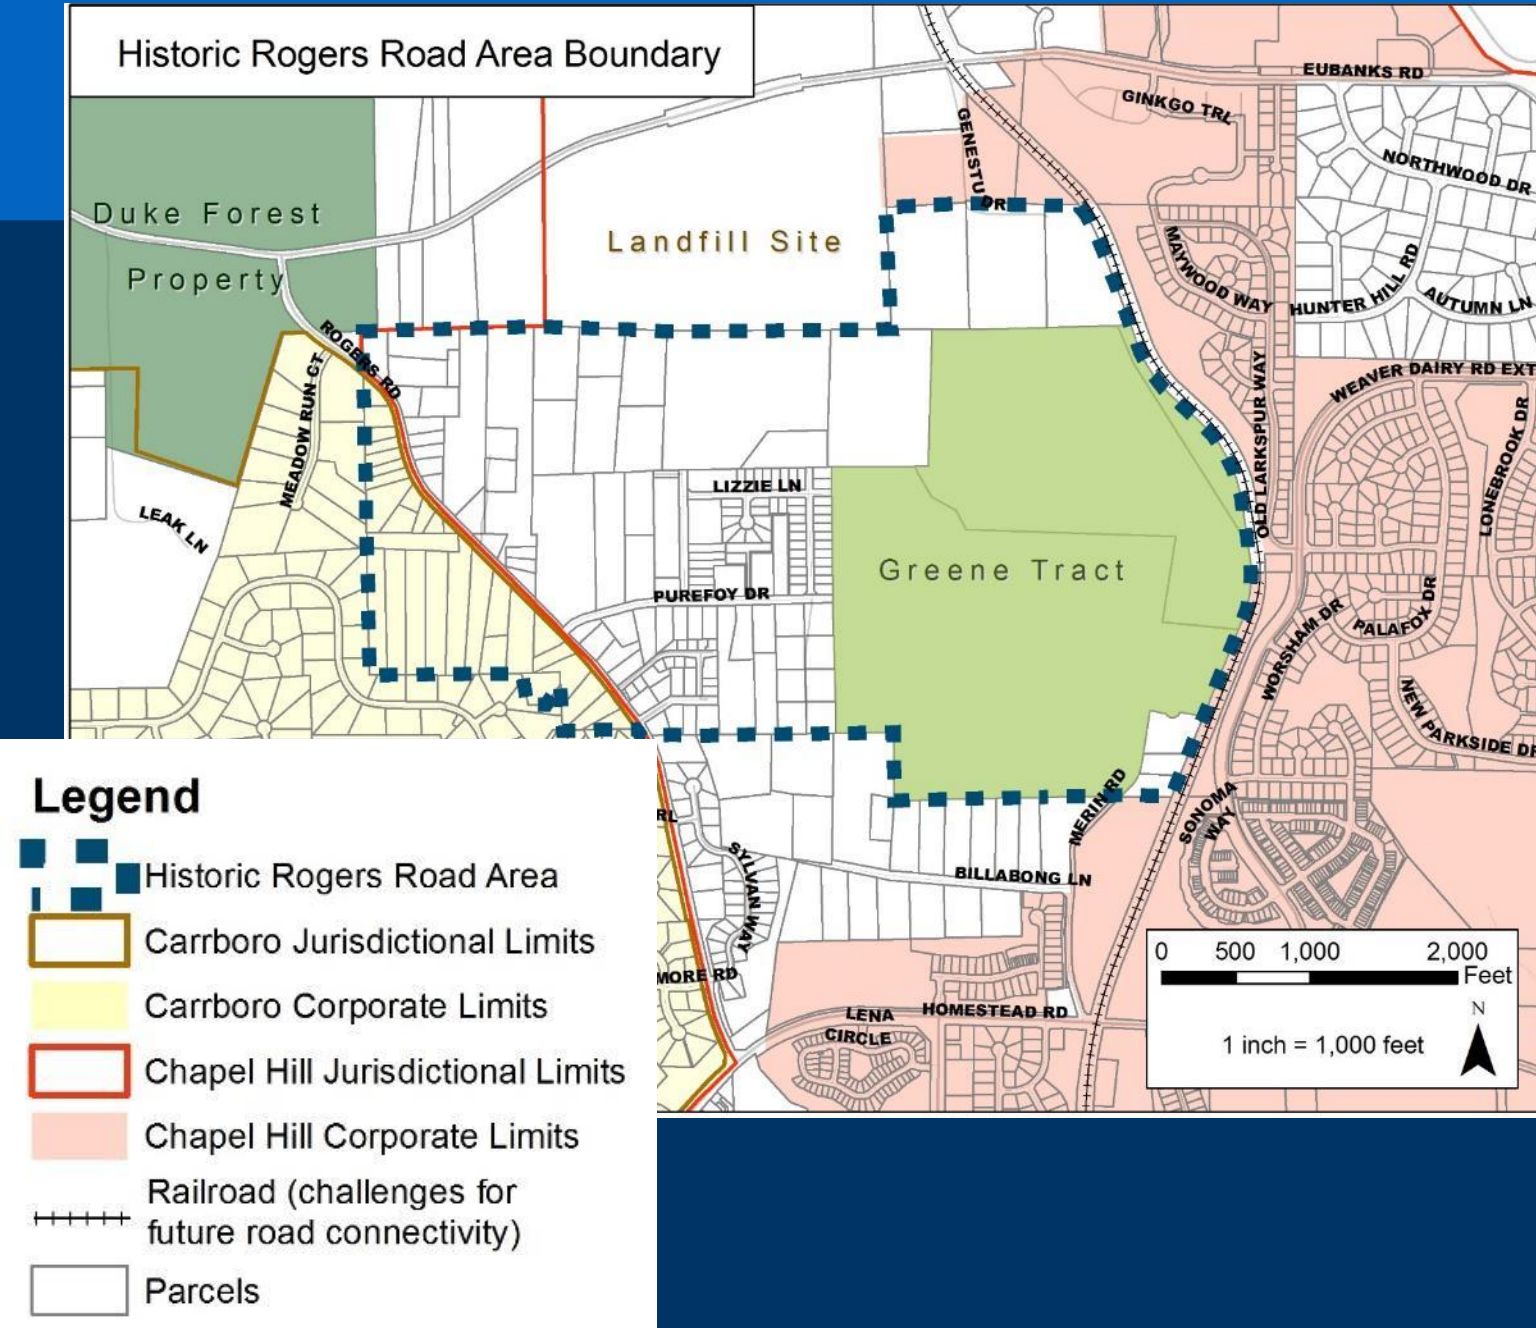 Historic Rogers Road Area Boundary
EUBANKS RD
GINKGO TRL
GENESTU DR
NORTHWOOD DR
Duke Forest
Property
Landfill Site
MAYWOOD WAY
HUNTER HILL RD
AUTUMN LN
ROGERS RD
MEADOW RUN CT
OLD LARKSPUR WAY
WEAVER DAIRY RD EXT
LONEBROOK DR
LEAK LN
LIZZIE LN
Greene Tract
PUREFOY DR
WORSHAM DR
PALAFOX DR
NEW PARKSIDE DR
MERIN RD
SONOMA
WAY
RL
SYLVAN WAY
BILLABONG LN
MORE RD
LENA
CIRCLE
HOMESTEAD RD
0 500 1,000 2,000
Feet
N
1 inch = 1,000 feet
Legend
Historic Rogers Road Area
Carrboro Jurisdictional Limits
Carrboro Corporate Limits
Chapel Hill Jurisdictional Limits
Chapel Hill Corporate Limits
Railroad (challenges for
future road connectivity)
Parcels